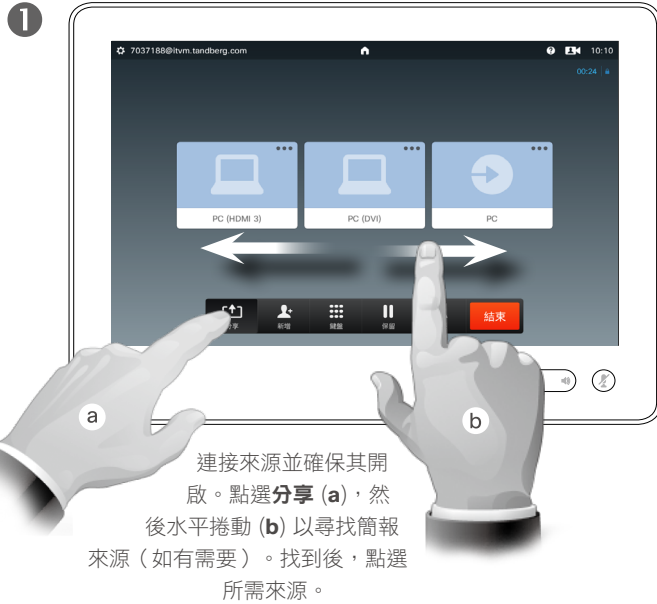 1
7037188@itvm.tandberg.com
?
10:10
00:24
PC (HDMI 3)
PC (DVI)
PC
分享
新增
鍵盤
保留
結束
a
b
連接來源並確保其開
啟。點選分享 (a)，然
後水平捲動 (b) 以尋找簡報
來源（如有需要）。找到後，點選
所需來源。